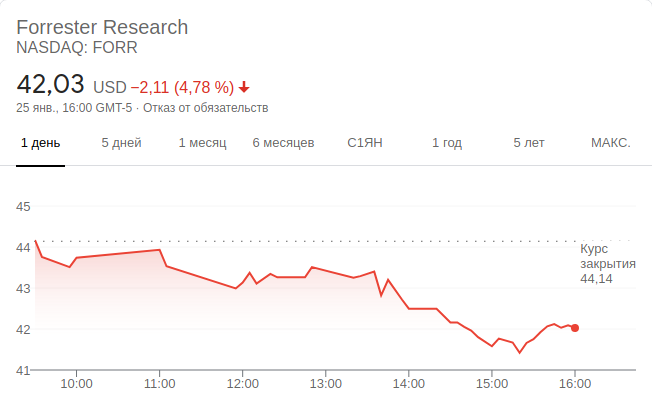 Forrester Research
NASDAQ: FORR
42,03 USD −2,11 (4,78 %)
25 янв., 16:00 GMT-5 · Отказ от обязательств
1 день 5 дней 1 месяц 6 месяцев С1ЯН 1 год 5 лет МАКС.
45
44
Курс
закрытия
44,14
43
42
41
10:00 11:00 12:00 13:00 14:00 15:00 16:00